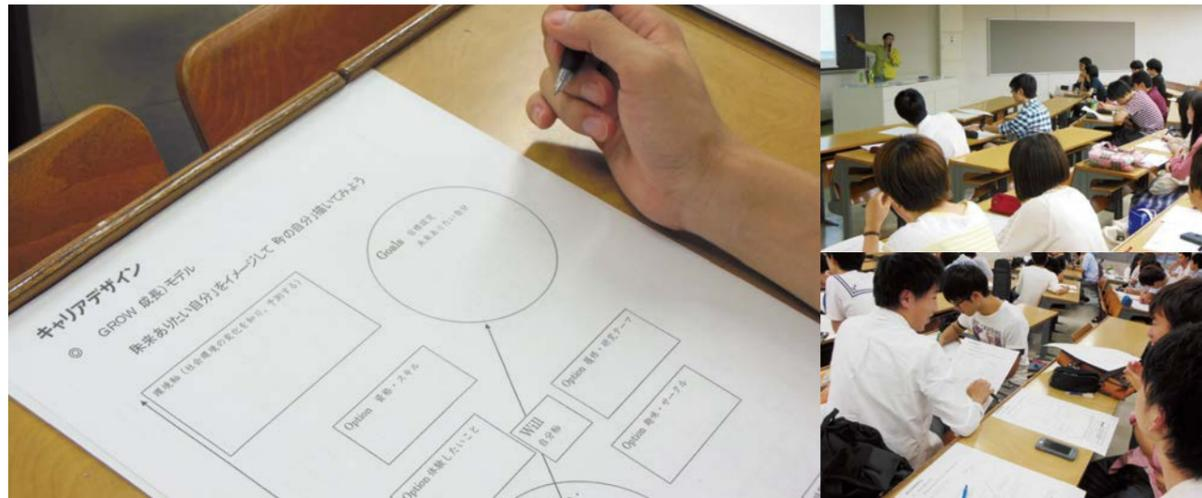 キャリアデザイン
◎ GROW 成長)モデル
未来ありたい自分」をイメージして 今の自分」描いてみよう
環境軸(社会環境の変化を知り、予測する)
Goals 目標設定
未来ありたい自分
Option 資格・スキル
Option 履修・研究テーマ
Will
自分軸
Option 趣味・サークル
Option 体験したいこと